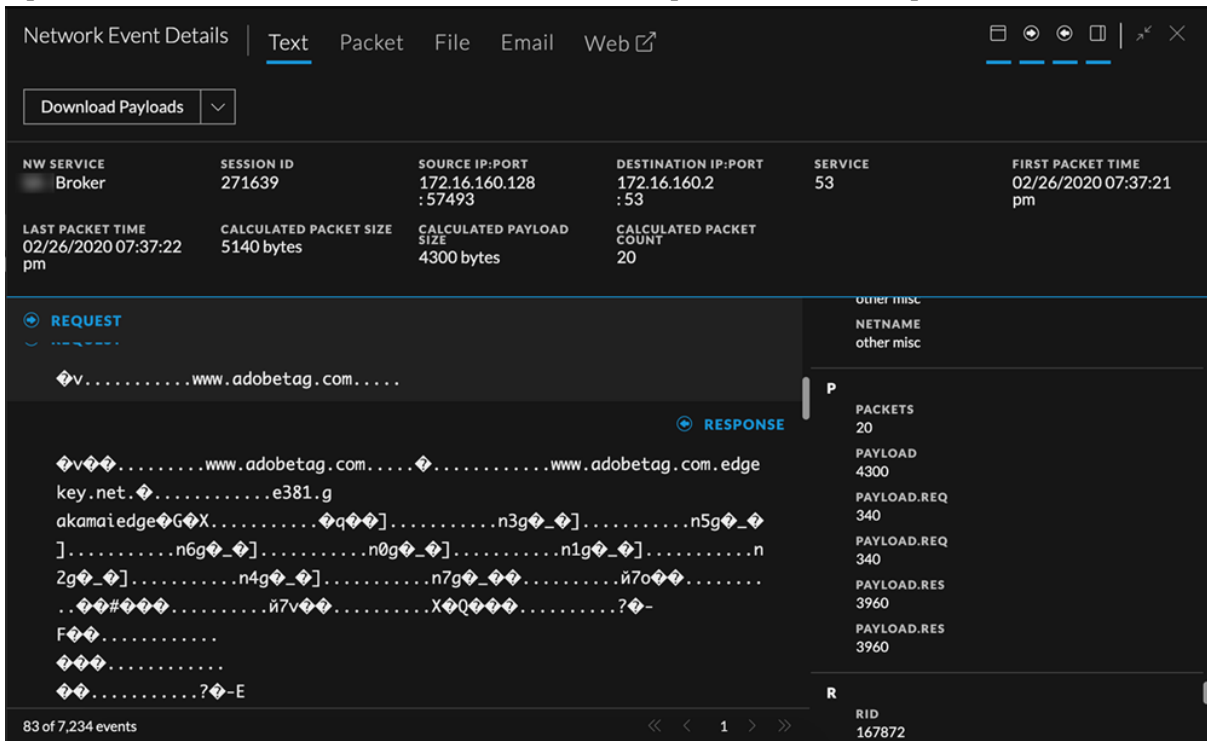 Network Event Details
Text Packet File Email Web
Download Payloads
NW SERVICE SESSION ID SOURCE IP:PORT DESTINATION IP:PORT SERVICE FIRST PACKET TIME
Broker 271639 172.16.160.128 172.16.160.2 53 02/26/2020 07:37:21
: 57493 : 53 pm
LAST PACKET TIME CALCULATED PACKET SIZE CALCULATED PAYLOAD SIZE CALCULATED PACKET COUNT
02/26/2020 07:37:22 5140 bytes 4300 bytes 20
pm
REQUEST
REQUEST
�v...........www.adobetag.com.....
RESPONSE
�v��.........www.adobetag.com.....�............www.adobetag.com.edge
key.net.�............e381.g
akamaiedge�G�X...........�q��]...........n3g�_�]...........n5g�_�
]...........n6g�_�]...........n0g�_�]...........n1g�_�]...........n
2g�_�]...........n4g�_�]...........n7g�_��..........й7o��........
..��#���..........й7v��..........X�Q���..........?�-
F��............
���............
��...........?�-E
83 of 7,234 events
1
other misc
NETNAME
other misc
P
PACKETS
20
PAYLOAD
4300
PAYLOAD.REQ
340
PAYLOAD.REQ
340
PAYLOAD.RES
3960
PAYLOAD.RES
3960
R
RID
167872